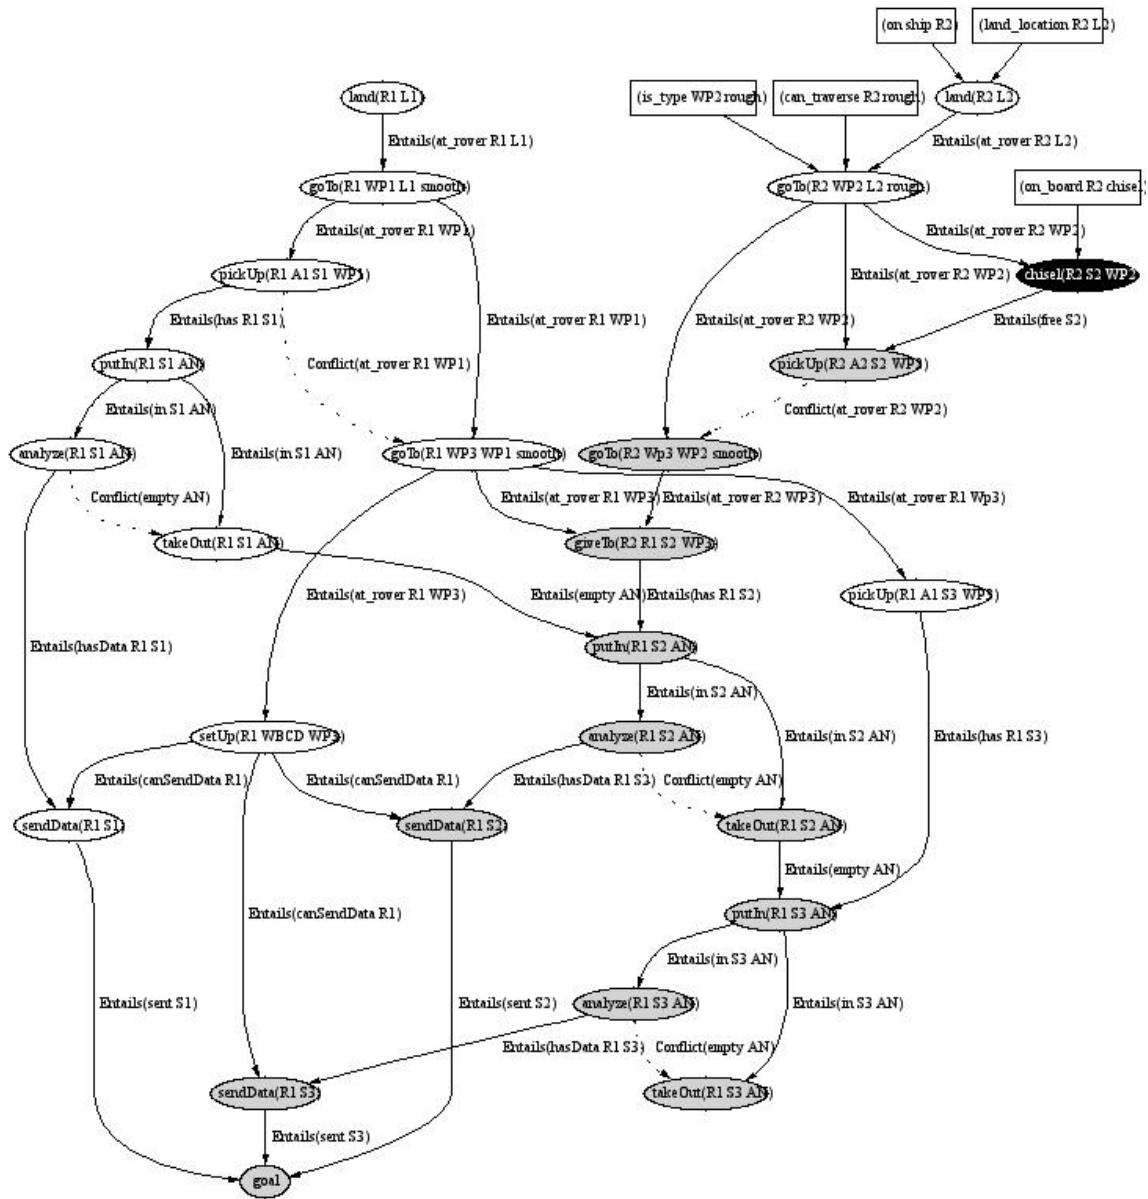 (on ship R2)
(land_location R2 L2)
land(R1 L1)
(is_type WP2 rough)
(can_traverse R2 rough)
land(R2 L2)
Entails(at_rover R1 L1)
Entails(at_rover R2 L2)
goTo(R1 WP1 L1 smooth)
goTo(R2 WP2 L2 rough)
(on_board R2 chisel)
Entails(at_rover R1 WP1)
Entails(at_rover R2 WP2)
pickUp(R1 A1 S1 WP1)
Entails(at_rover R2 WP2)
chisel(R2 S2 WP2
Entails(has R1 S1)
Entails(at_rover R1 WP1)
Entails(at_rover R2 WP2)
Entails(free S2)
putIn(R1 S1 AN)
Conflict(at_rover R1 WP1)
pickUp(R2 A2 S2 WP2)
Entails(in S1 AN)
Conflict(at_rover R2 WP2)
analyze(R1 S1 AN)
Entails(in S1 AN)
goTo(R1 WP3 WP1 smooth)
goTo(R2 Wp3 WP2 smooth)
Conflict(empty AN)
Entails(at_rover R1 WP3)
Entails(at_rover R2 WP3)
Entails(at_rover R1 Wp3)
takeOut(R1 S1 AN)
giveTo(R2 R1 S2 WP3)
Entails(at_rover R1 WP3)
Entails(empty AN)
Entails(has R1 S2)
pickUp(R1 A1 S3 WP3)
Entails(hasData R1 S1)
putIn(R1 S2 AN)
Entails(in S2 AN)
setUp(R1 WBCD WP3)
analyze(R1 S2 AN)
Entails(in S2 AN)
Entails(has R1 S3)
Entails(canSendData R1)
Entails(canSendData R1)
Entails(hasData R1 S3)
Conflict(empty AN)
sendData(R1 S1)
sendData(R1 S2)
takeOut(R1 S2 AN)
Entails(empty AN)
Entails(canSendData R1)
putIn(R1 S3 AN)
Entails(in S3 AN)
Entails(sent S1)
Entails(sent S2)
analyze(R1 S3 AN)
Entails(in S3 AN)
Entails(hasData R1 S3)
Conflict(empty AN)
sendData(R1 S3)
takeOut(R1 S3 AN)
Entails(sent S3)
goal